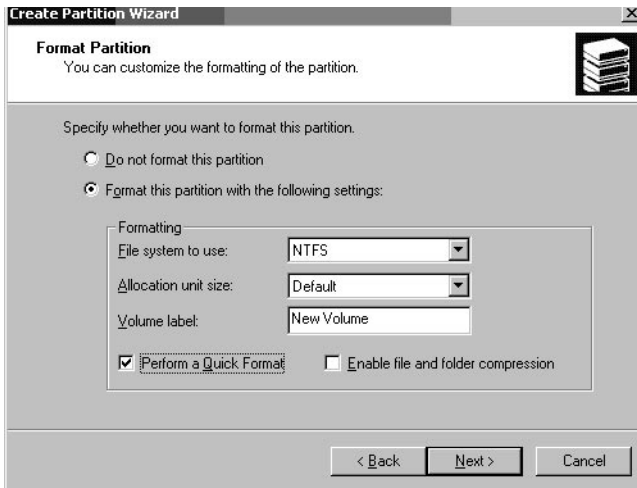 Create Partition Wizard
Format Partition
You can customize the formatting of the partition.
Specify whether you want to format this partition.
Do not format this partition
Format this partition with the following settings:
Formatting
File system to use: NTFS
Allocation unit size: Default
Volume label: New Volume
Perform a Quick Format Enable file and folder compression
< Back Next > Cancel